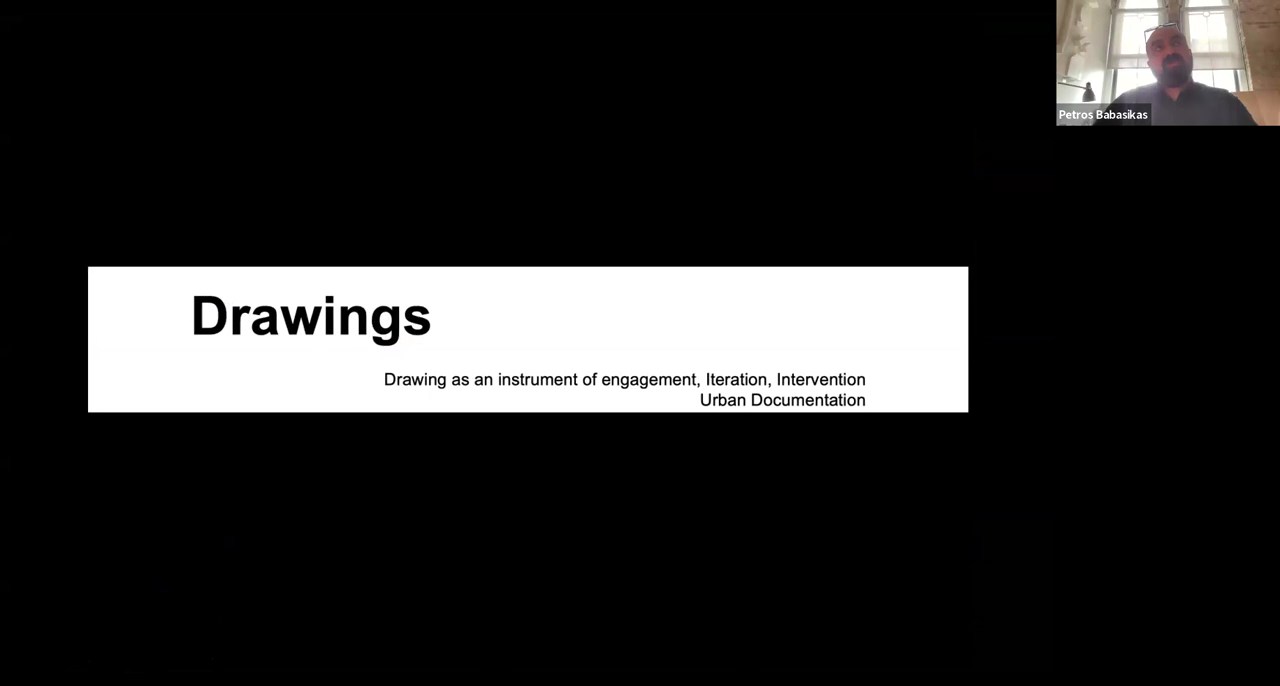 Petros Babasikas
Drawings
Drawing as an instrument of engagement, Iteration, Intervention
Urban Documentation